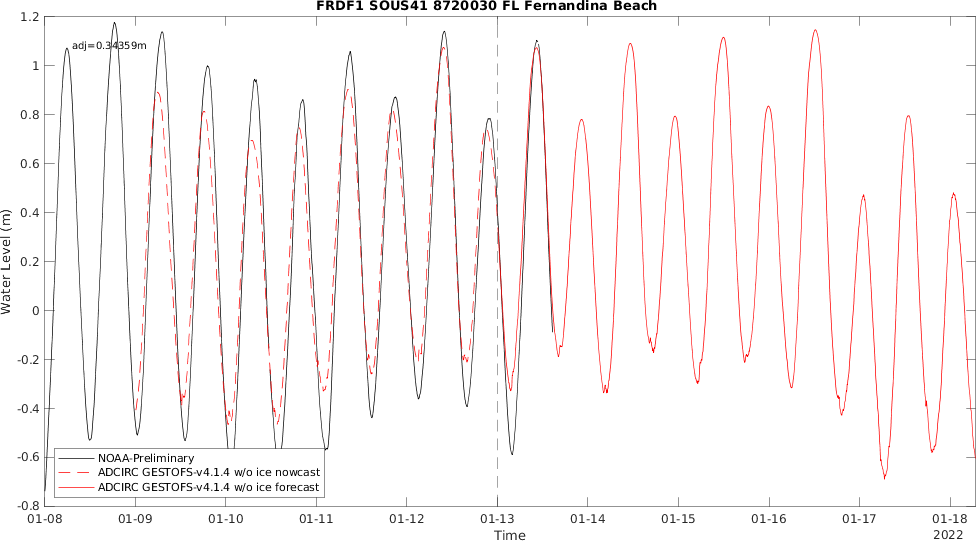 FRDF1 SOUS41 8720030 FL Fernandina Beach
adj=0.34359m
1.2
1
0.8
0.6
0.4
0.2
0
-0.2
-0.4
-0.6
-0.8
Water Level (m)
NOAA-Preliminary
ADCIRC GESTOFS-v4.1.4 w/o ice nowcast
ADCIRC GESTOFS-v4.1.4 w/o ice forecast
01-08 01-09 01-10 01-11 01-12 01-13 01-14 01-15 01-16 01-17 01-18
Time
2022